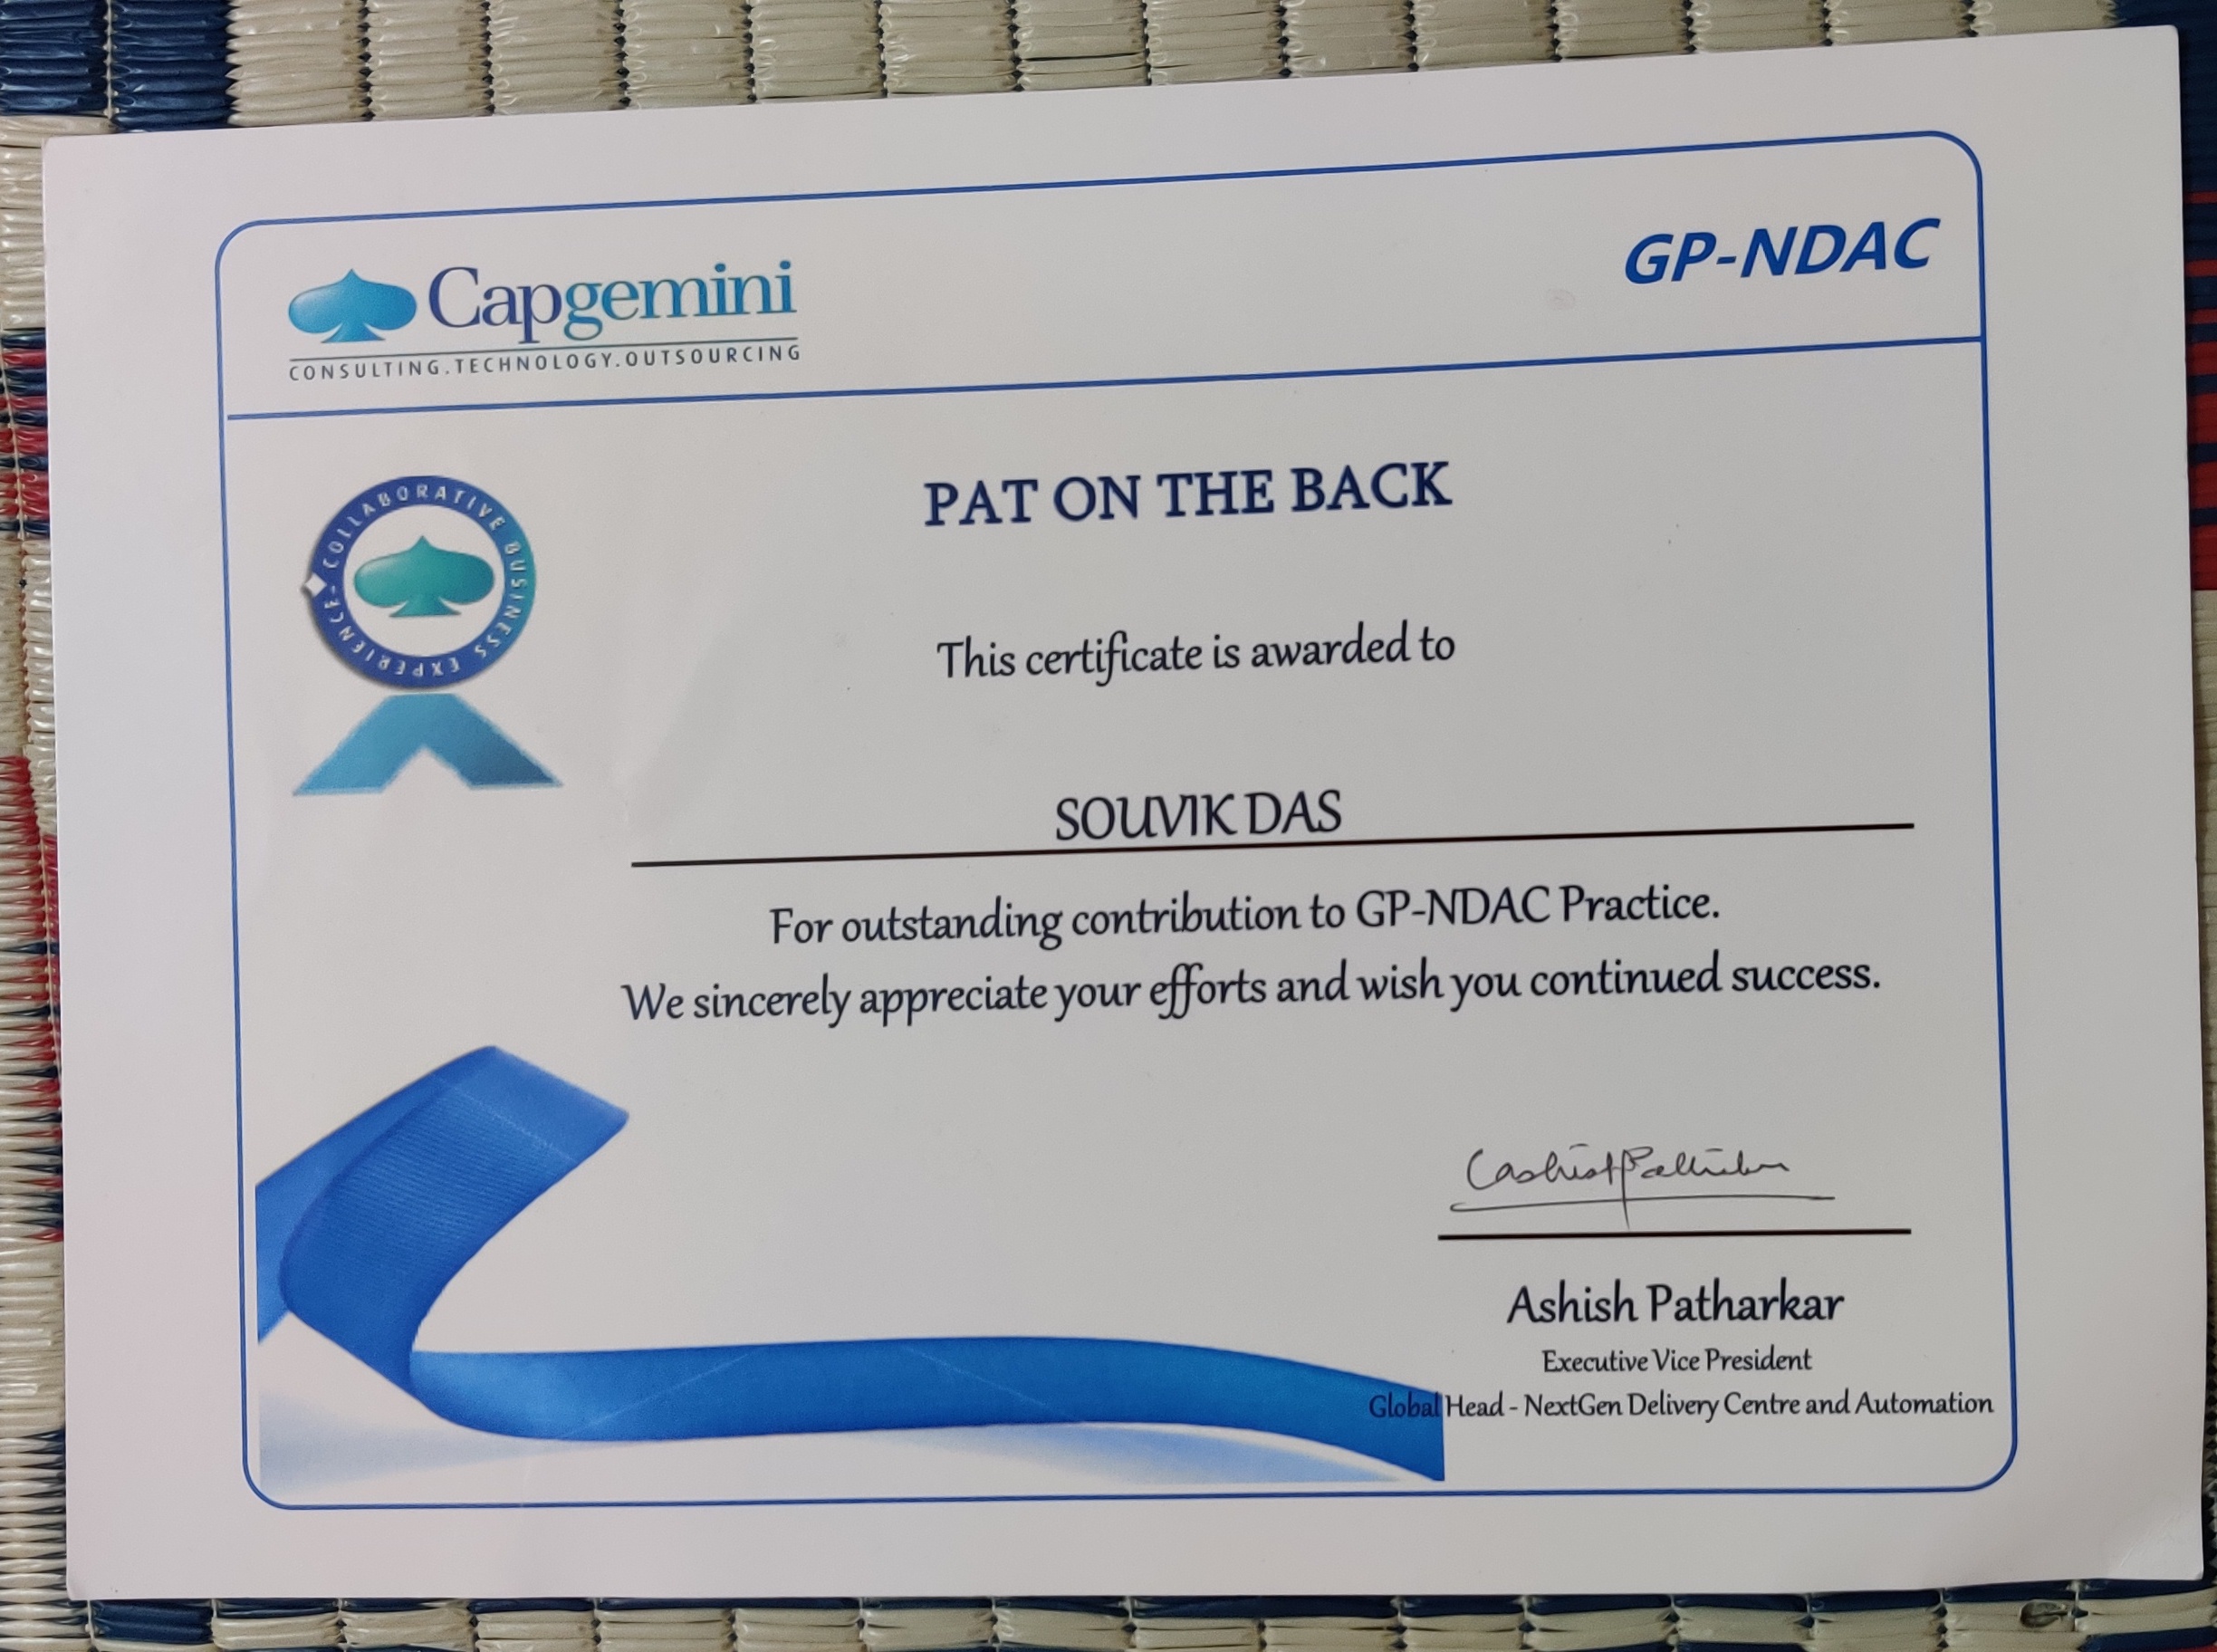 Capgemini
CONSULTING.TECHNOLOGY.OUTSOURCING
GP-NDAC
COLLABORATIVE BUSINESS EXPERIENCE-
PAT ON THE BACK
This certificate is awarded to
SOUVIK DAS
For outstanding contribution to GP-NDAC Practice.
We sincerely appreciate your efforts and wish you continued success.
Ashish Patharkar
Executive Vice President
Global Head - NextGen Delivery Centre and Automation